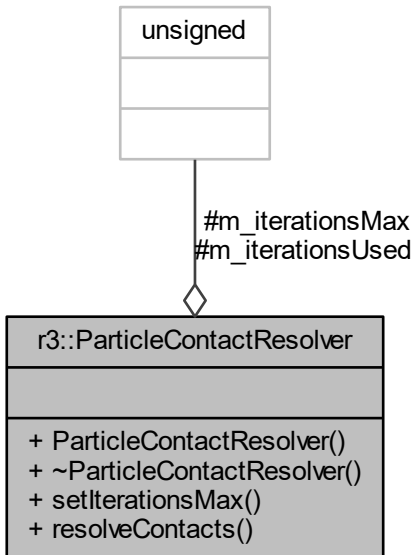 unsigned
#m_iterationsMax
#m_iterationsUsed
r3::ParticleContactResolver
+ ParticleContactResolver()
+ ~ParticleContactResolver()
+ setIterationsMax()
+ resolveContacts()